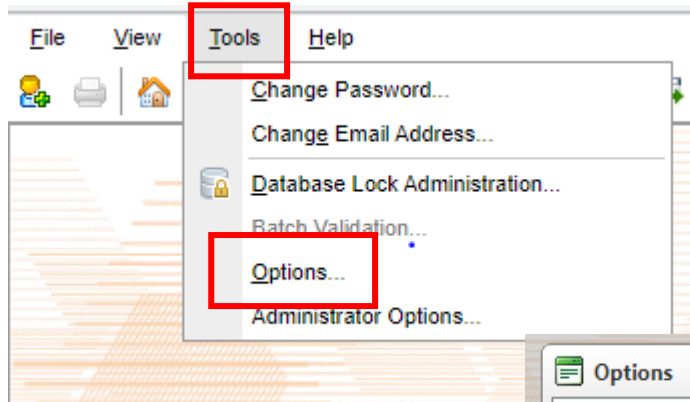 File View Tools Help
Change Password...
Change Email Address...
Database Lock Administration...
Batch Validation...
Options...
Administrator Options...
Options